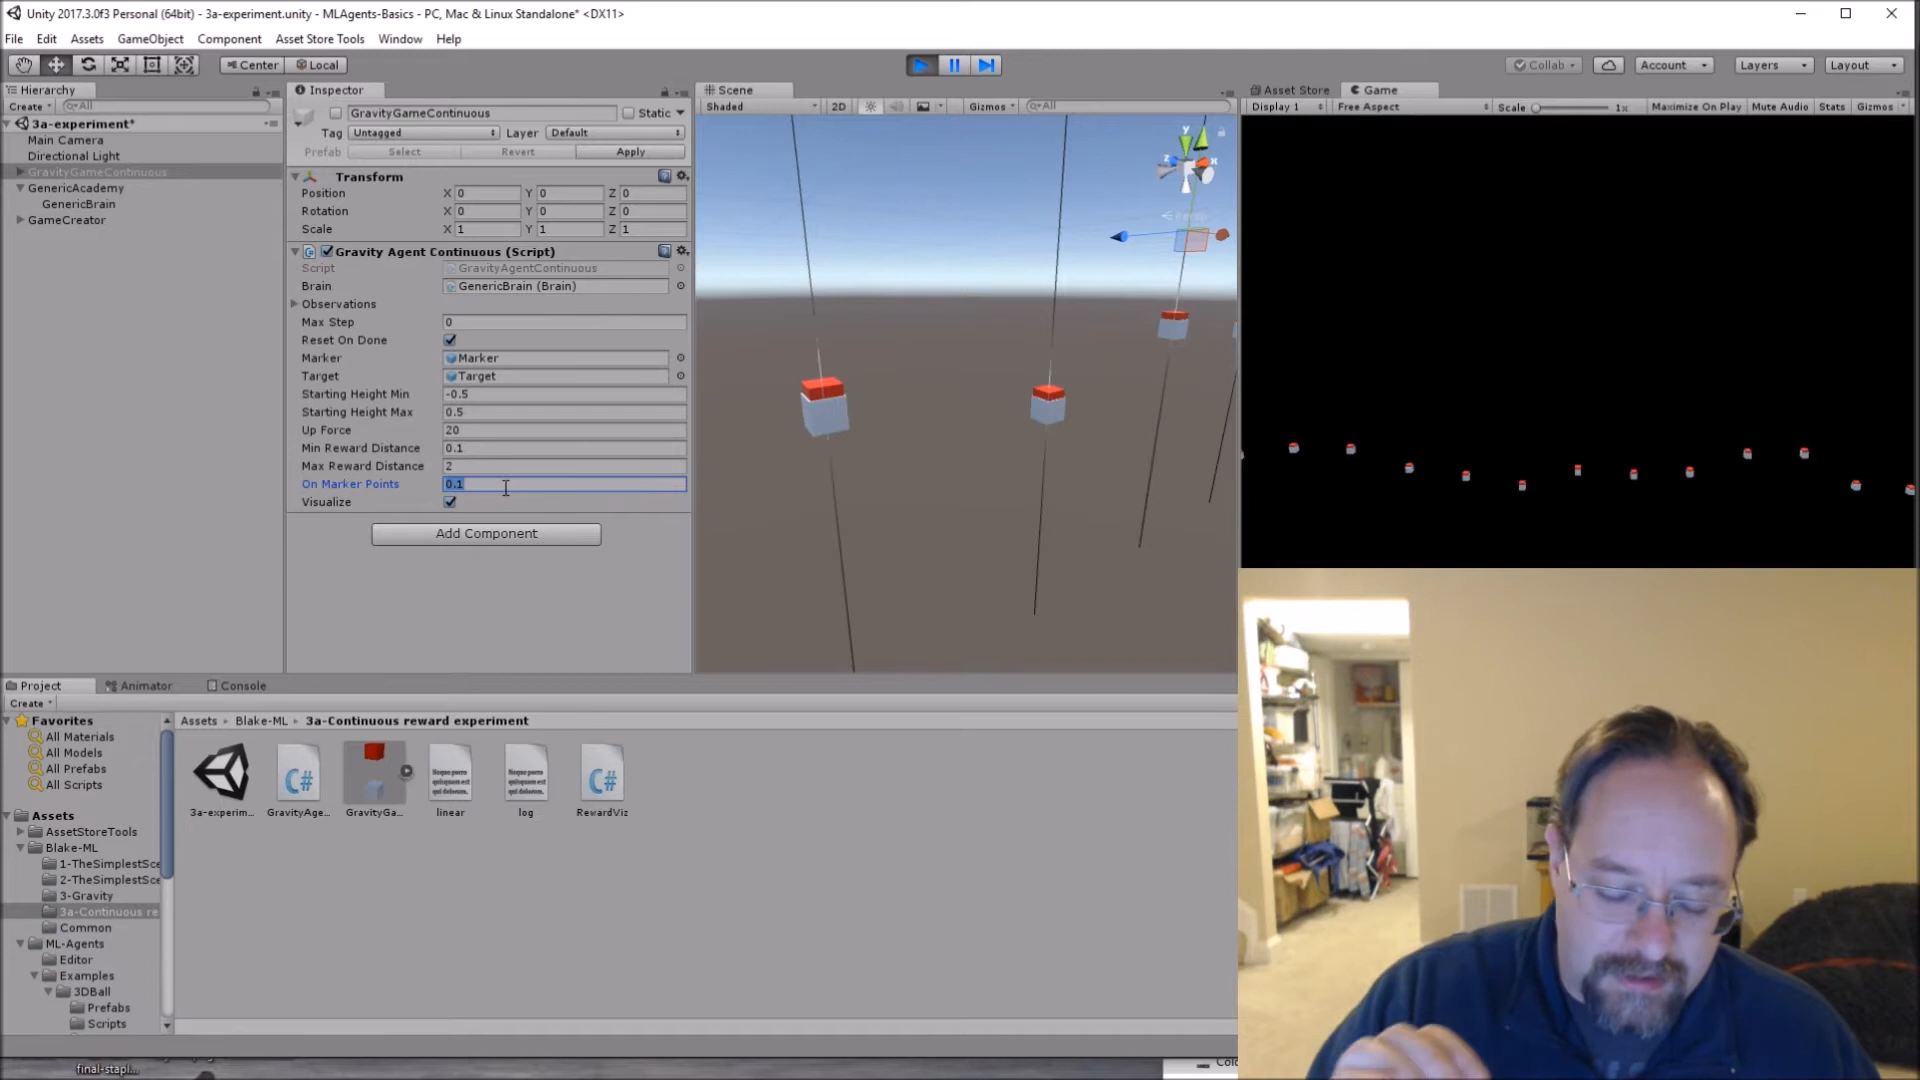 Unity 2017.3.0f3 Personal (64bit) - 3a-experiment.unity - MLAgents-Basics - PC, Mac & Linux Standalone* <DX11>
File Edit Assets GameObject Component Asset Store Tools Window Help
Center Local
Collab Account Layers Layout
Hierarchy
Create All
3a-experiment*
Main Camera
Directional Light
GravityGameContinuous
GenericAcademy
GenericBrain
GameCreator
Inspector
GravityGameContinuous Static
Tag Untagged Layer Default
Prefab Select Revert Apply
Transform
Position X 0 Y 0 Z 0
Rotation X 0 Y 0 Z 0
Scale X 1 Y 1 Z 1
Gravity Agent Continuous (Script)
Script GravityAgentContinuous
Brain GenericBrain (Brain)
Observations
Max Step 0
Reset On Done
Marker Marker
Target Target
Starting Height Min -0.5
Starting Height Max 0.5
Up Force 20
Min Reward Distance 0.1
Max Reward Distance 2
On Marker Points 0.1
Visualize
Add Component
Scene
Shaded 2D Gizmos All
y
z x
Persp
Asset Store Game
Display 1 Free Aspect Scale 1x Maximize On Play Mute Audio Stats Gizmos
Project Animator Console
Create
Favorites
All Materials
All Models
All Prefabs
All Scripts
Assets
AssetStoreTools
Blake-ML
1-TheSimplestSce
2-TheSimplestSce
3-Gravity
3a-Continuous re
Common
ML-Agents
Editor
Examples
3DBall
Prefabs
Scripts
Assets Blake-ML 3a-Continuous reward experiment
3a-experim... GravityAge... GravityGa... linear log RewardViz
C# C#
final-stapl...